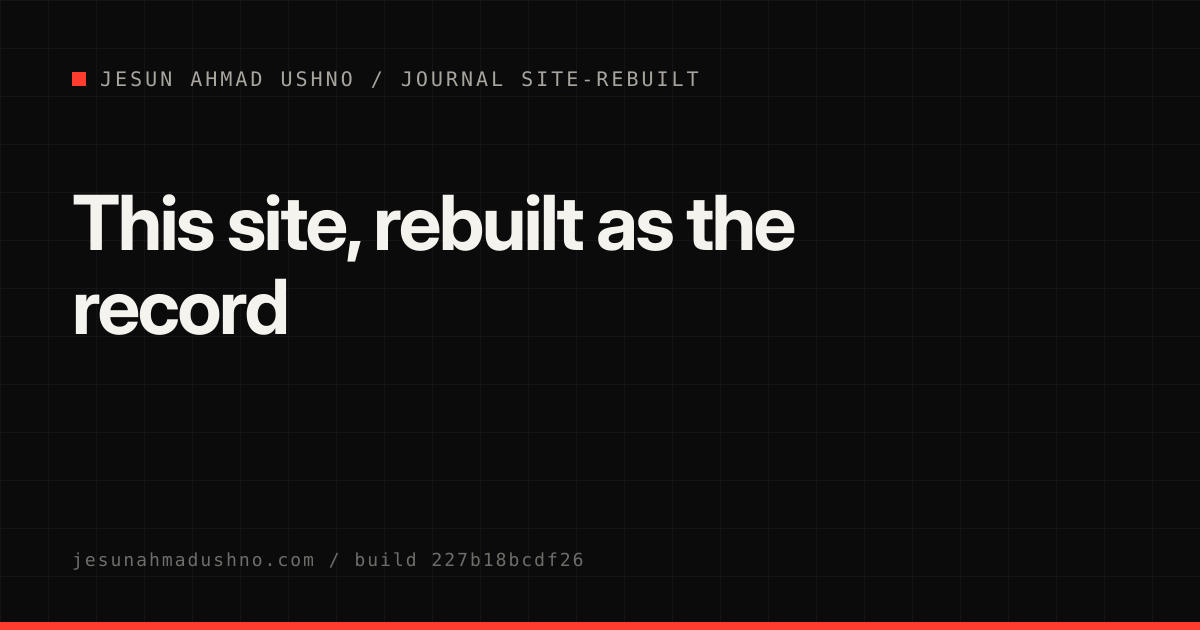 JESUN AHMAD USHNO / JOURNAL SITE-REBUILT
This site, rebuilt as the
record
jesunahmadushno.com / build 227b18bcdf26